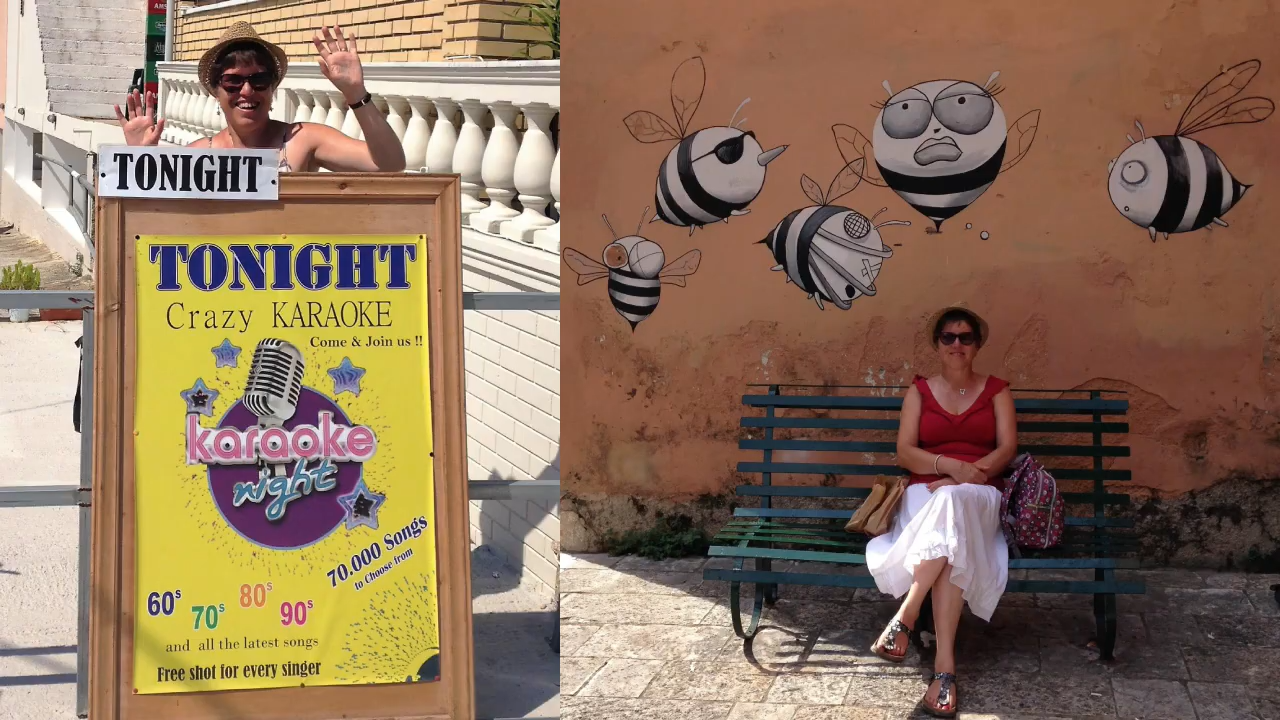 TONIGHT
TONIGHT
Crazy KARAOKE
Come & Join us !!
karaoke
night
70.000 Songs
to Choose from
60s
70s
80s
90s
and all the latest songs
Free shot for every singer